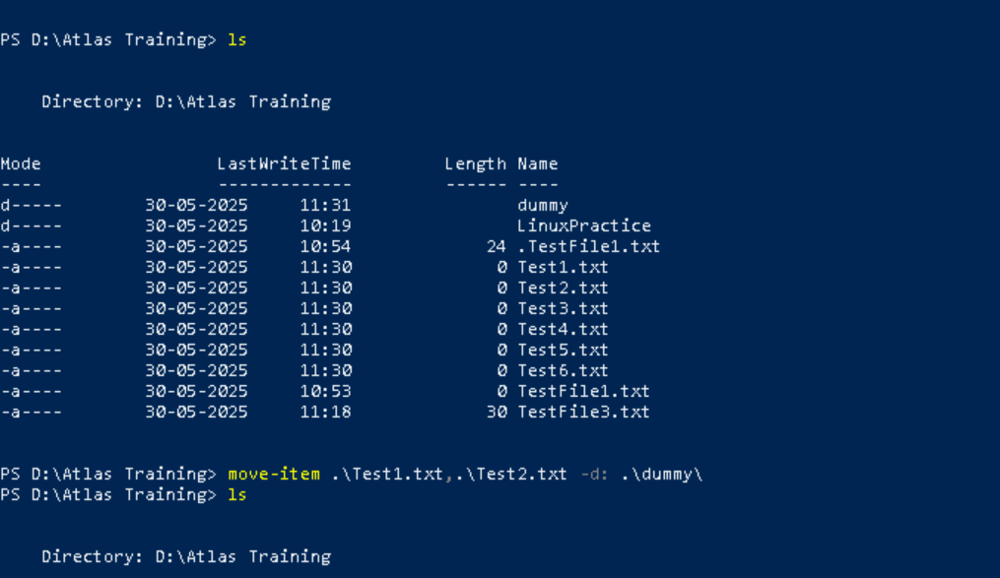 PS D:\Atlas Training> ls
Directory: D:\Atlas Training
Mode LastWriteTime Length Name
---- ------------- ------ ----
d----- 30-05-2025 11:31 dummy
d----- 30-05-2025 10:19 LinuxPractice
-a---- 30-05-2025 10:54 24 .TestFile1.txt
-a---- 30-05-2025 11:30 0 Test1.txt
-a---- 30-05-2025 11:30 0 Test2.txt
-a---- 30-05-2025 11:30 0 Test3.txt
-a---- 30-05-2025 11:30 0 Test4.txt
-a---- 30-05-2025 11:30 0 Test5.txt
-a---- 30-05-2025 11:30 0 Test6.txt
-a---- 30-05-2025 10:53 0 TestFile1.txt
-a---- 30-05-2025 11:18 30 TestFile3.txt
PS D:\Atlas Training> move-item .\Test1.txt,.\Test2.txt -d: .\dummy\
PS D:\Atlas Training> ls
Directory: D:\Atlas Training